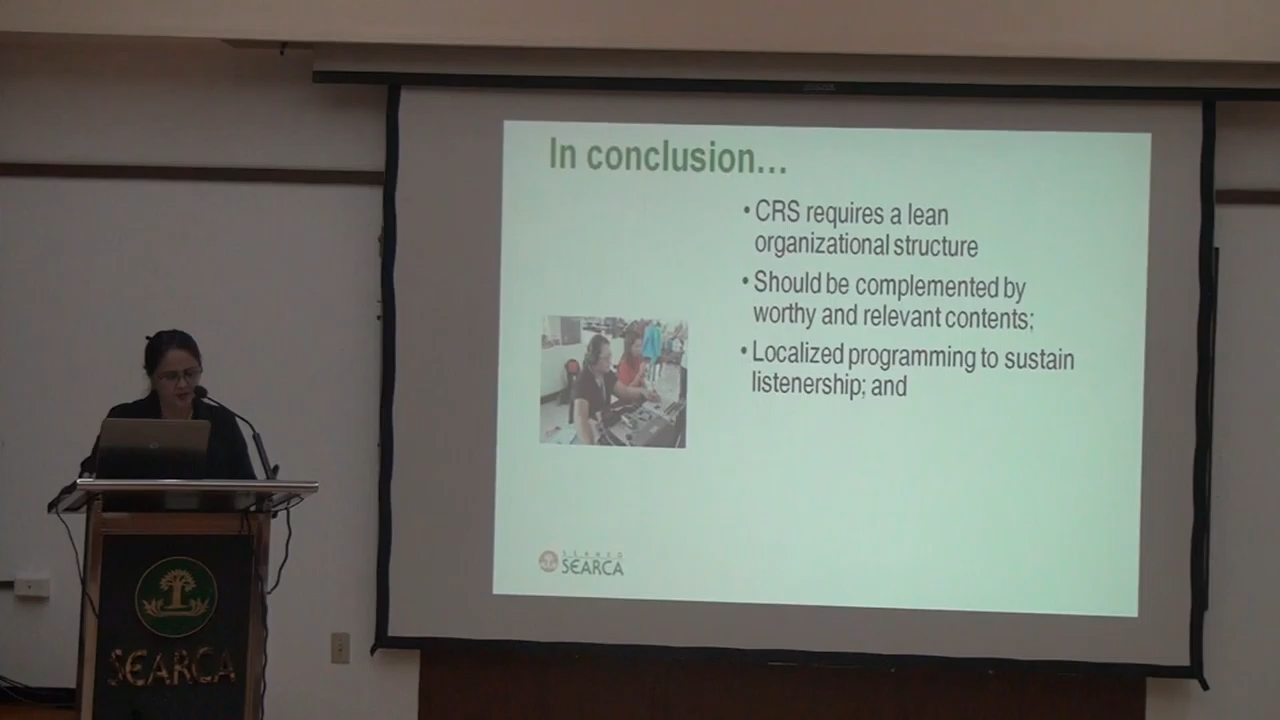 In conclusion...
• CRS requires a lean
organizational structure
• Should be complemented by
worthy and relevant contents;
• Localized programming to sustain
listenership; and
SEARCA
SEARCA